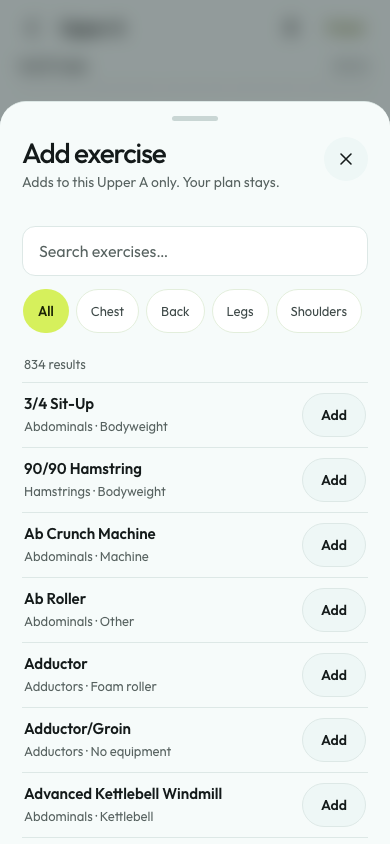 Add exercise
Adds to this Upper A only. Your plan stays.
Search exercises...
All
Chest
Back
Legs
Shoulders
834 results
3/4 Sit-Up
Add
Abdominals · Bodyweight
90/90 Hamstring
Add
Hamstrings · Bodyweight
Ab Crunch Machine
Add
Abdominals · Machine
Ab Roller
Add
Abdominals · Other
Adductor
Add
Adductors · Foam roller
Adductor/Groin
Add
Adductors · No equipment
Advanced Kettlebell Windmill
Add
Abdominals · Kettlebell